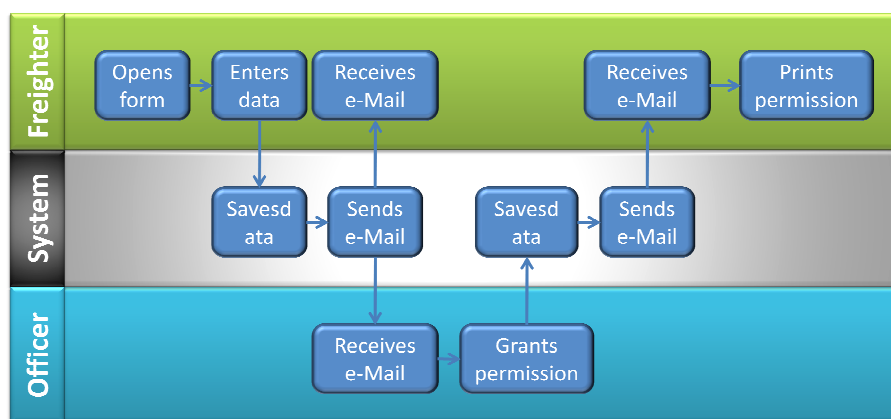 Freighter
Opens
form
Enters
data
Receives
e-Mail
Receives
e-Mail
Prints
permission
System
Savesd
ata
Sends
e-Mail
Savesd
ata
Sends
e-Mail
Officer
Receives
e-Mail
Grants
permission